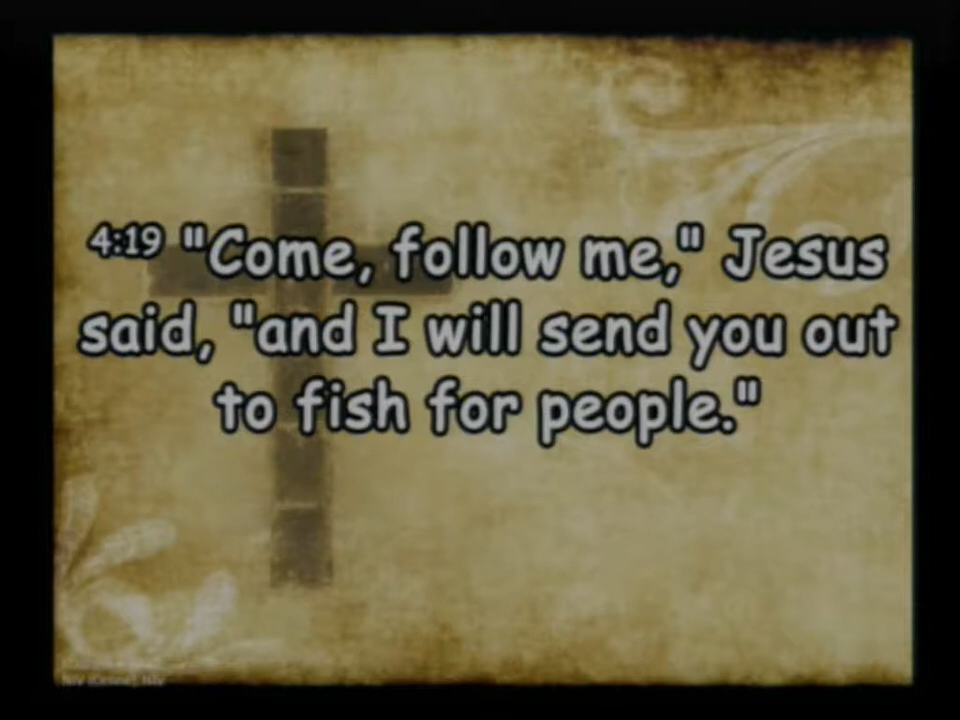 4:19 "Come, follow me," Jesus
said, "and I will send you out
to fish for people."